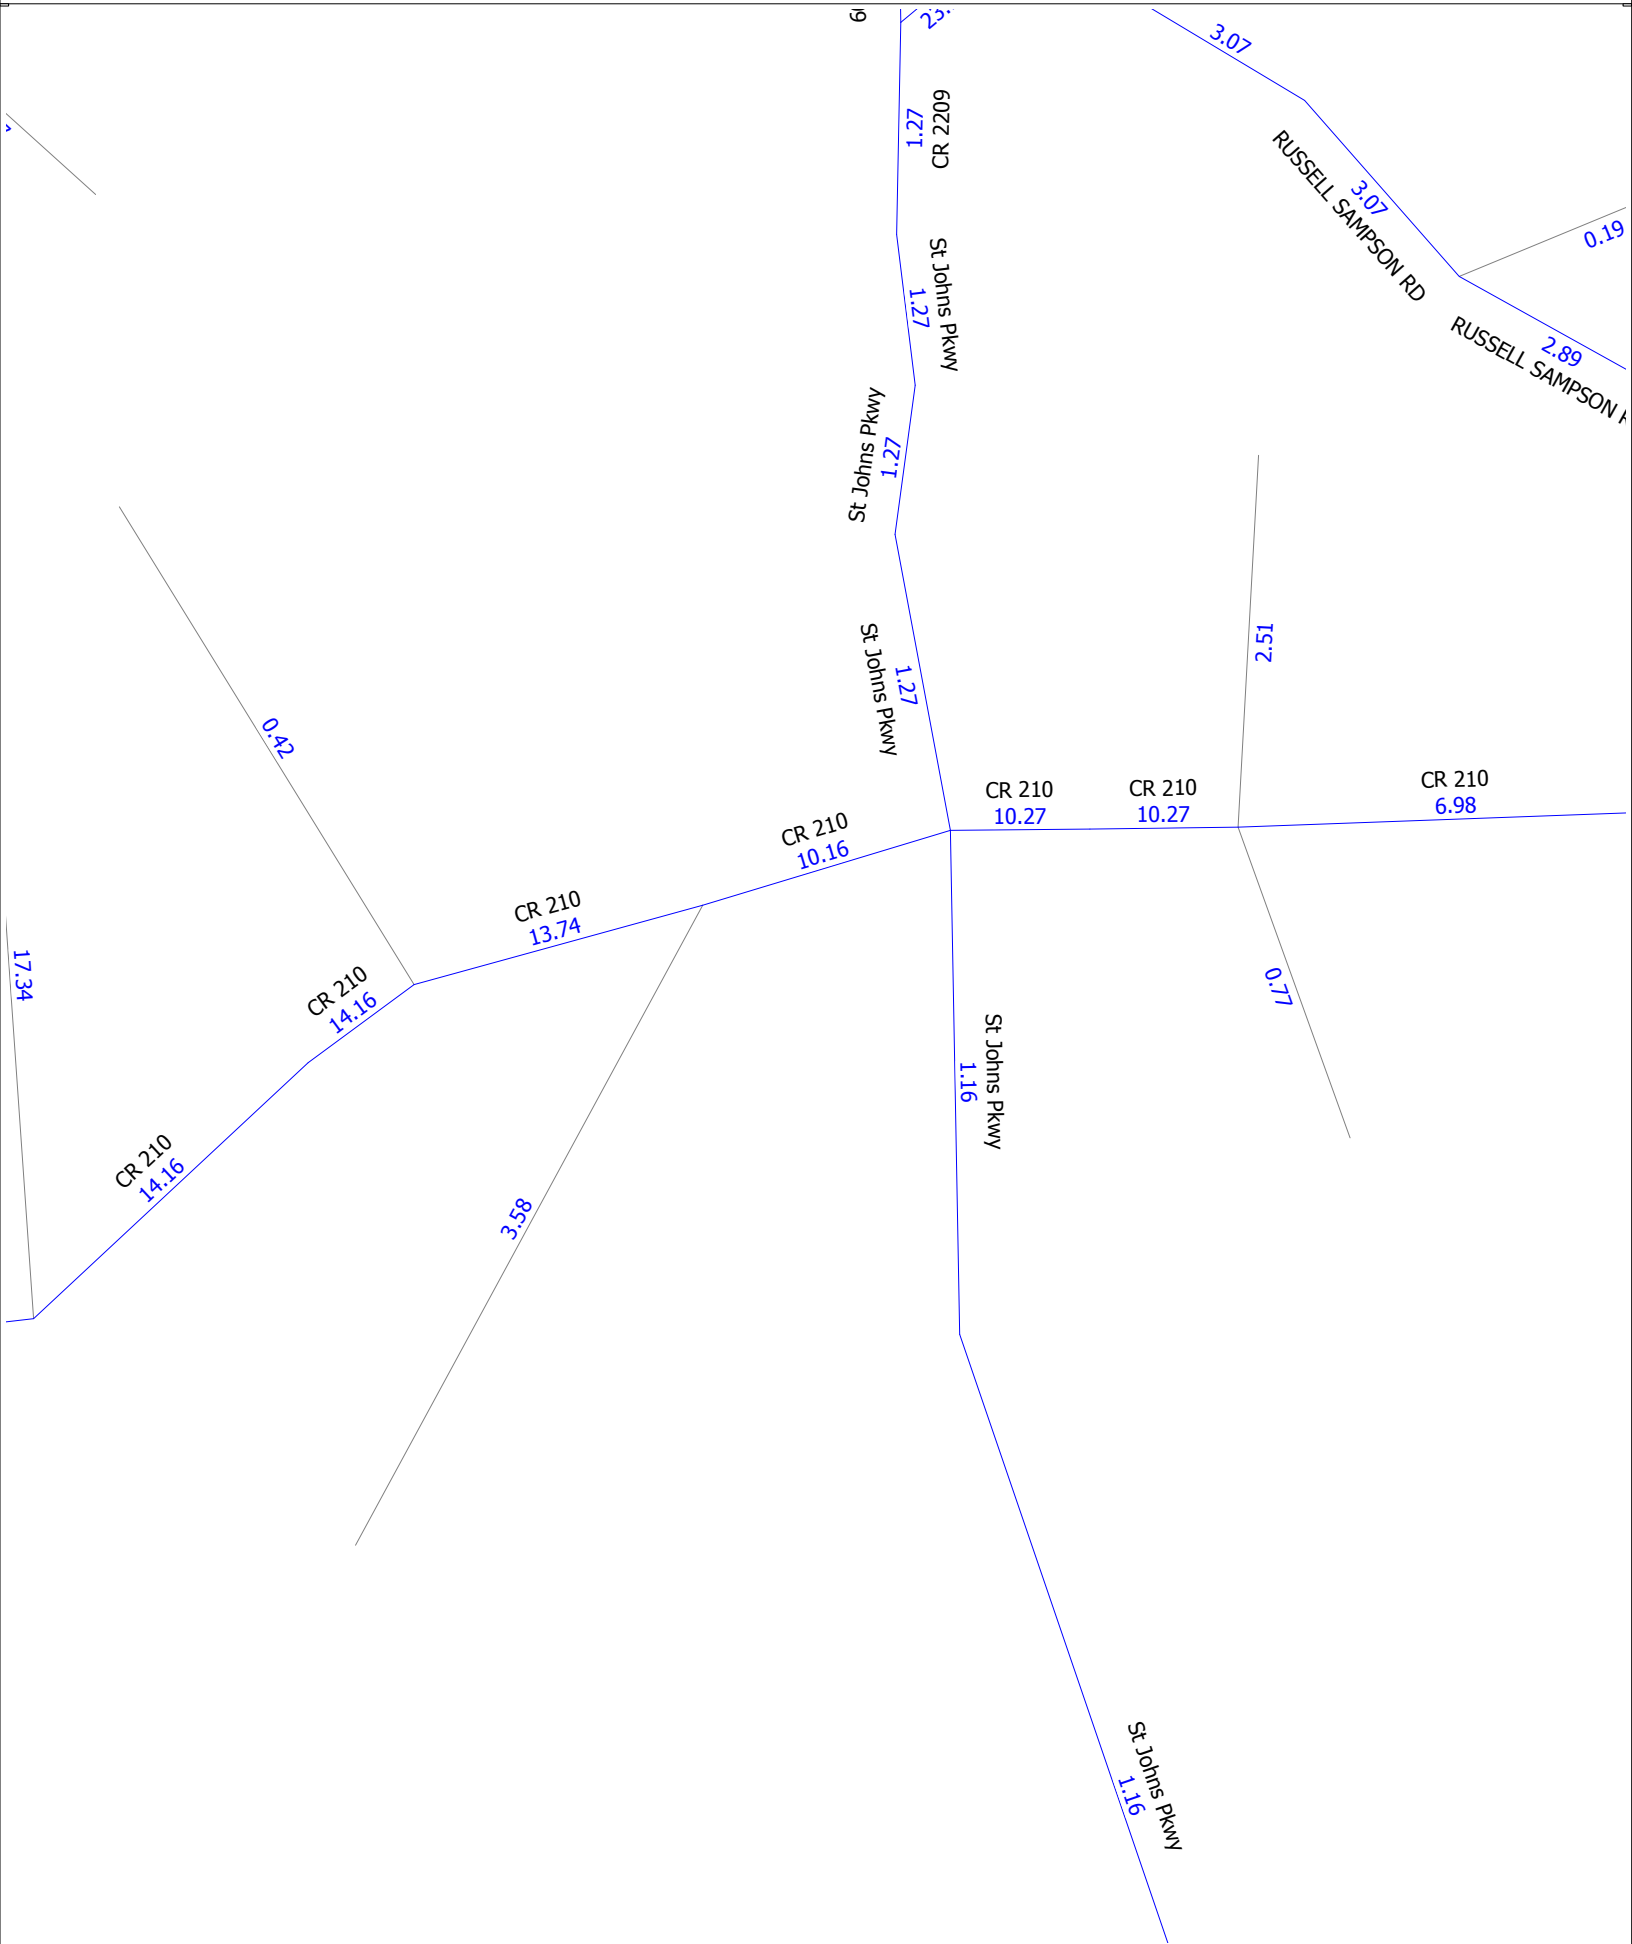 3.07
CR 2209
1.27
RUSSELL SAMPSON RD
3.07
0.19
St Johns Pkwy
1.27
RUSSELL SAMPSON
2.89
St Johns Pkwy
1.27
St Johns Pkwy
1.27
2.51
0.42
CR 210
10.27
CR 210
10.27
CR 210
6.98
CR 210
10.16
CR 210
13.74
17.34
CR 210
14.16
0.77
St Johns Pkwy
1.16
CR 210
14.16
3.58
St Johns Pkwy
1.16